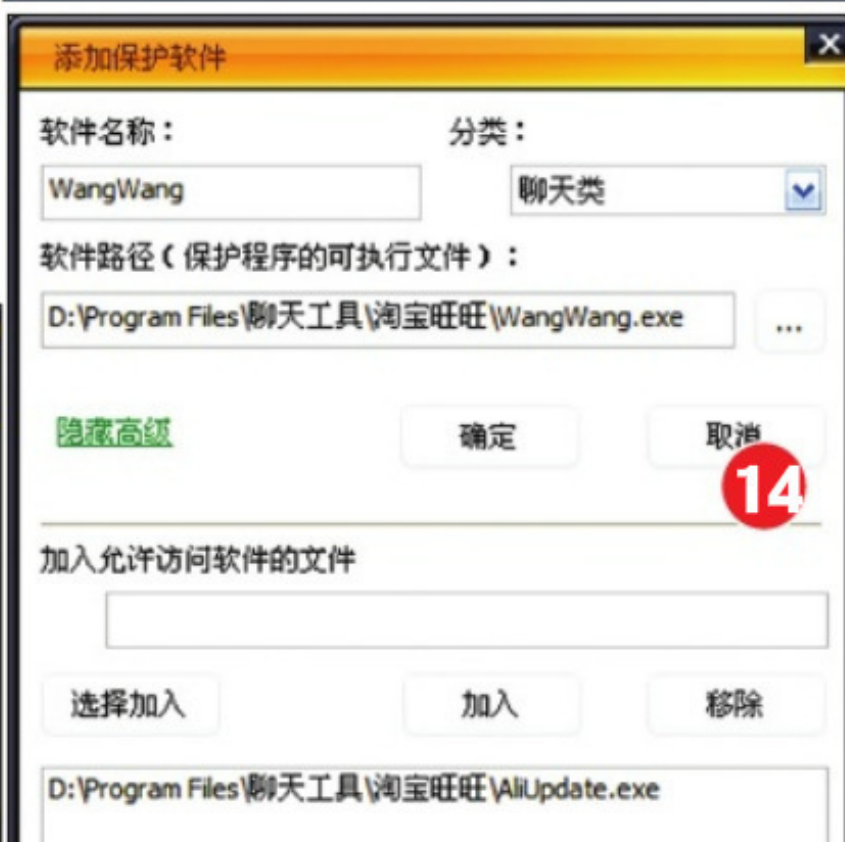 添加保护软件
软件名称： 分类：
WangWang 聊天类
软件路径（保护程序的可执行文件）：
D:\Program Files\聊天工具\淘宝旺旺\WangWang.exe ...
隐藏高级 确定 取消
14
加入允许访问软件的文件
选择加入 加入 移除
D:\Program Files\聊天工具\淘宝旺旺\AliUpdate.exe